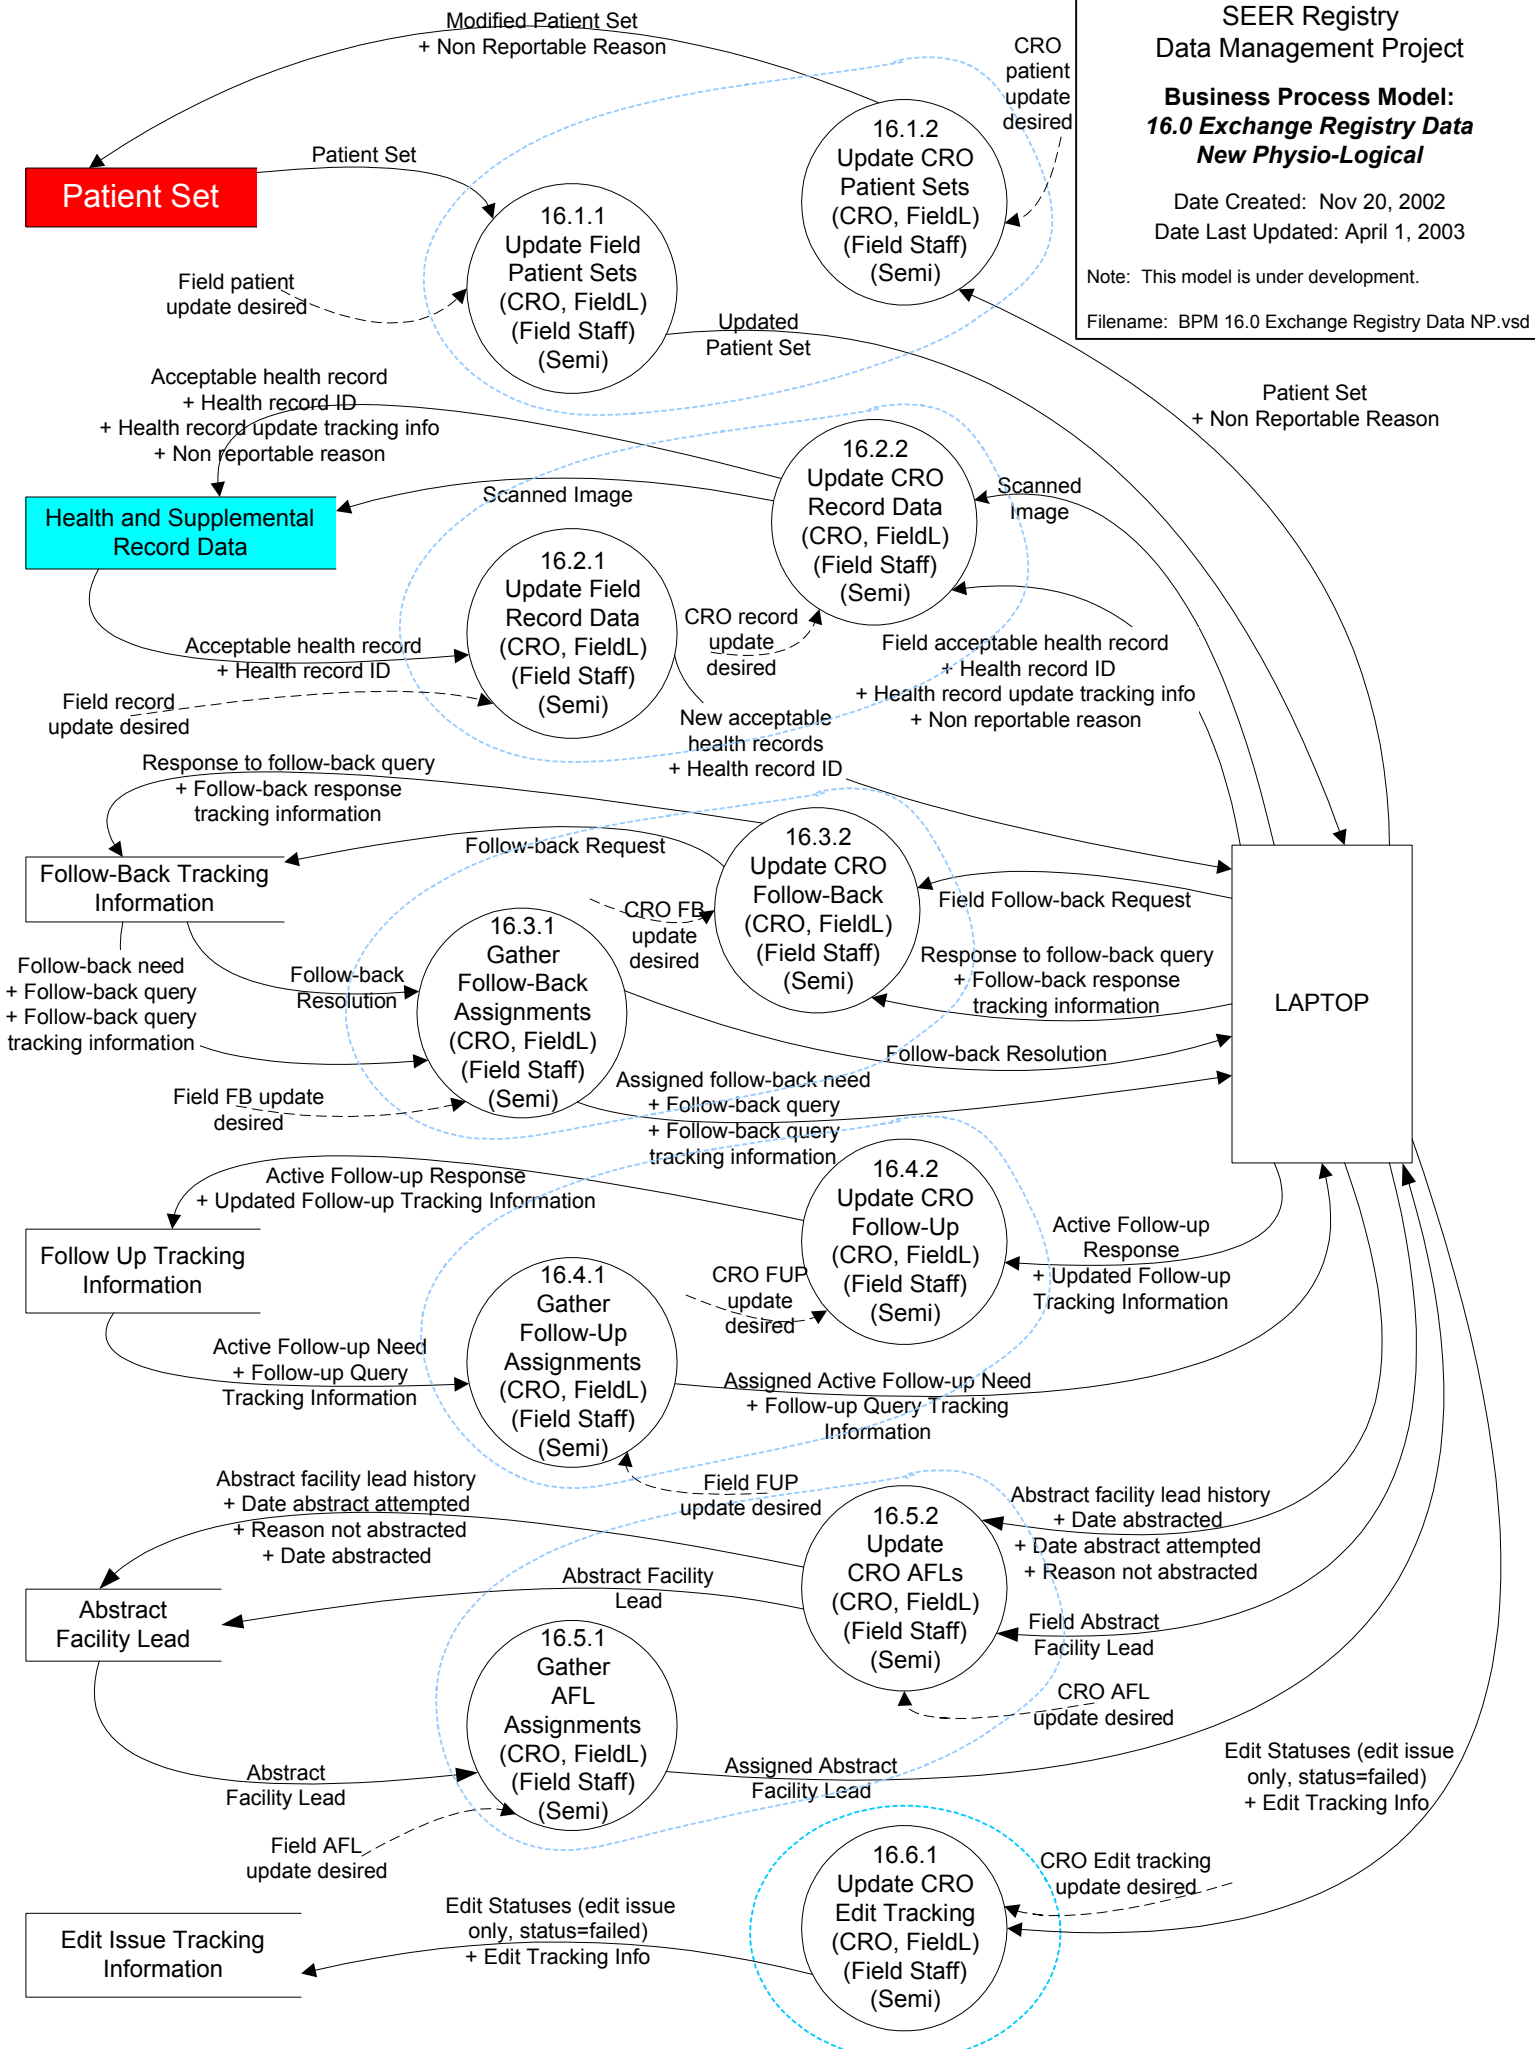 SEER Registry
Data Management Project
Business Process Model:
16.0 Exchange Registry Data
New Physio-Logical
Date Created: Nov 20, 2002
Date Last Updated: April 1, 2003
Note: This model is under development.
Filename: BPM 16.0 Exchange Registry Data NP.vsd
Modified Patient Set
+ Non Reportable Reason
CRO
patient
update
desired
16.1.2
Update CRO
Patient Sets
(CRO, FieldL)
(Field Staff)
(Semi)
Patient Set
Patient Set
16.1.1
Update Field
Patient Sets
(CRO, FieldL)
(Field Staff)
(Semi)
Field patient
update desired
Updated
Patient Set
Patient Set
+ Non Reportable Reason
Acceptable health record
+ Health record ID
+ Health record update tracking info
+ Non reportable reason
16.2.2
Update CRO
Record Data
(CRO, FieldL)
(Field Staff)
(Semi)
Scanned
Image
Scanned Image
Health and Supplemental
Record Data
16.2.1
Update Field
Record Data
(CRO, FieldL)
(Field Staff)
(Semi)
CRO record
update
desired
Acceptable health record
+ Health record ID
Field acceptable health record
+ Health record ID
+ Health record update tracking info
+ Non reportable reason
Field record
update desired
New acceptable
health records
+ Health record ID
Response to follow-back query
+ Follow-back response
tracking information
Follow-back Request
16.3.2
Update CRO
Follow-Back
(CRO, FieldL)
(Field Staff)
(Semi)
Follow-Back Tracking
Information
Field Follow-back Request
CRO FB
update
desired
16.3.1
Gather
Follow-Back
Assignments
(CRO, FieldL)
(Field Staff)
(Semi)
Follow-back need
+ Follow-back query
+ Follow-back query
tracking information
Follow-back
Resolution
Response to follow-back query
+ Follow-back response
tracking information
LAPTOP
Follow-back Resolution
Field FB update
desired
Assigned follow-back need
+ Follow-back query
+ Follow-back query
tracking information
Active Follow-up Response
+ Updated Follow-up Tracking Information
16.4.2
Update CRO
Follow-Up
(CRO, FieldL)
(Field Staff)
(Semi)
Active Follow-up
Response
+ Updated Follow-up
Tracking Information
Follow Up Tracking
Information
16.4.1
Gather
Follow-Up
Assignments
(CRO, FieldL)
(Field Staff)
(Semi)
CRO FUP
update
desired
Active Follow-up Need
+ Follow-up Query
Tracking Information
Assigned Active Follow-up Need
+ Follow-up Query Tracking
Information
Field FUP
update desired
Abstract facility lead history
+ Date abstract attempted
+ Reason not abstracted
+ Date abstracted
16.5.2
Update
CRO AFLs
(CRO, FieldL)
(Field Staff)
(Semi)
Abstract facility lead history
+ Date abstracted
+ Date abstract attempted
+ Reason not abstracted
Abstract Facility
Lead
Abstract
Facility Lead
Field Abstract
Facility Lead
16.5.1
Gather
AFL
Assignments
(CRO, FieldL)
(Field Staff)
(Semi)
CRO AFL
update desired
Abstract
Facility Lead
Assigned Abstract
Facility Lead
Edit Statuses (edit issue
only, status=failed)
+ Edit Tracking Info
Field AFL
update desired
16.6.1
Update CRO
Edit Tracking
(CRO, FieldL)
(Field Staff)
(Semi)
CRO Edit tracking
update desired
Edit Statuses (edit issue
only, status=failed)
+ Edit Tracking Info
Edit Issue Tracking
Information